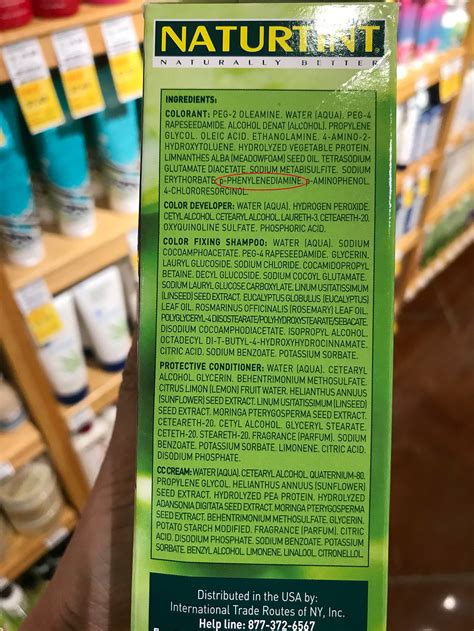 NATURTINT
NATURALLY BETTER
INGREDIENTS:
COLORANT: PEG-2 OLEAMINE. WATER (AQUA). PEG-4
RAPESEEDAMIDE. ALCOHOL DENAT (ALCOHOL). PROPYLENE
GLYCOL. OLEIC ACID. ETHANOLAMINE. 4-AMINO-2-
HYDROXYTOLUENE. HYDROLYZED VEGETABLE PROTEIN.
LIMNANTHES ALBA (MEADOWFOAM) SEED OIL. TETRASODIUM
GLUTAMATE DIACETATE. SODIUM METABISULFITE. SODIUM
ERYTHORBATE. p-PHENYLENEDIAMINE. p-AMINOPHENOL.
4-CHLORORESORCINOL.
COLOR DEVELOPER: WATER (AQUA). HYDROGEN PEROXIDE.
CETYL ALCOHOL. CETEARYL ALCOHOL. LAURETH-3. CETEARETH-20.
OXYQUINOLINE SULFATE. PHOSPHORIC ACID.
COLOR FIXING SHAMPOO: WATER (AQUA). SODIUM
COCOAMPHOACETATE. PEG-4 RAPESEEDAMIDE. GLYCERIN.
LAURYL GLUCOSIDE. SODIUM CHLORIDE. COCAMIDOPROPYL
BETAINE. DECYL GLUCOSIDE. SODIUM COCOYL GLUTAMATE.
SODIUM LAURYL GLUCOSE CARBOXYLATE. LINUM USITATISSIMUM
(LINSEED) SEED EXTRACT. EUCALYPTUS GLOBULUS (EUCALYPTUS)
LEAF OIL. ROSMARINUS OFFICINALIS (ROSEMARY) LEAF OIL.
POLYGLYCERYL-4 DIISOSTEARATE/POLYHYDROXYSTEARATE/SEBACATE.
DISODIUM COCOAMPHODIACETATE. ISOPROPYL ALCOHOL.
OCTADECYL DI-T-BUTYL-4-HYDROXYHYDROCINNAMATE.
CITRIC ACID. SODIUM BENZOATE. POTASSIUM SORBATE.
PROTECTIVE CONDITIONER: WATER (AQUA). CETEARYL
ALCOHOL. GLYCERIN. BEHENTRIMONIUM METHOSULFATE.
CITRUS LIMON (LEMON) FRUIT WATER. HELIANTHUS ANNUUS
(SUNFLOWER) SEED EXTRACT. LINUM USITATISSIMUM (LINSEED)
SEED EXTRACT. MORINGA PTERYGOSPERMA SEED EXTRACT.
CETEARETH-20. CETYL ALCOHOL. GLYCERYL STEARATE.
CETETH-20. STEARETH-20. FRAGRANCE (PARFUM). SODIUM
BENZOATE. POTASSIUM SORBATE. LIMONENE. CITRIC ACID.
DISODIUM PHOSPHATE.
CC CREAM: WATER (AQUA). CETEARYL ALCOHOL. QUATERNIUM-80.
PROPYLENE GLYCOL. HELIANTHUS ANNUUS (SUNFLOWER)
SEED EXTRACT. HYDROLYZED PEA PROTEIN. HYDROLYZED
ADANSONIA DIGITATA SEED EXTRACT. MORINGA PTERYGOSPERMA
SEED EXTRACT. BEHENTRIMONIUM METHOSULFATE. GLYCERIN.
POTATO STARCH MODIFIED. FRAGRANCE (PARFUM). CITRIC
ACID. DISODIUM PHOSPHATE. SODIUM BENZOATE. POTASSIUM
SORBATE. BENZYL ALCOHOL. LIMONENE. LINALOOL. CITRONELLOL.
Distributed in the USA by:
International Trade Routes of NY, Inc.
Help line: 877-372-6567